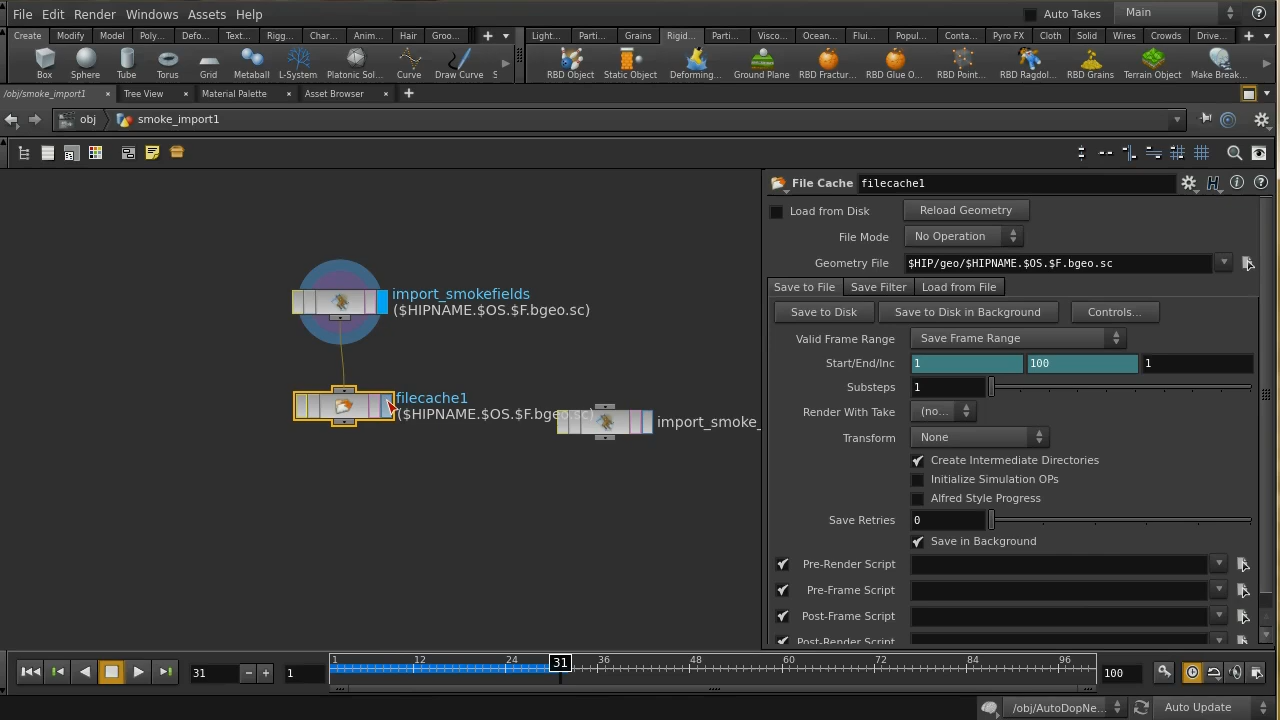 File Edit Render Windows Assets Help
Auto Takes Main
Create Modify Model Poly... Defo... Text... Rigg... Char... Anim... Hair Groo...
Light... Parti... Grains Rigid... Parti... Visco... Ocean... Flui... Popul... Conta... Pyro FX Cloth Solid Wires Crowds Drive...
Box Sphere Tube Torus Grid Metaball L-System Platonic Sol... Curve Draw Curve S
RBD Object Static Object Deforming... Ground Plane RBD Fractur... RBD Glue O... RBD Point... RBD Ragdol... RBD Grains Terrain Object Make Break...
/obj/smoke_import1 Tree View Material Palette Asset Browser
obj smoke_import1
File Cache filecache1
Load from Disk Reload Geometry
File Mode No Operation
Geometry File $HIP/geo/$HIPNAME.$OS.$F.bgeo.sc
Save to File Save Filter Load from File
Save to Disk Save to Disk in Background Controls...
Valid Frame Range Save Frame Range
Start/End/Inc 1 100 1
Substeps 1
Render With Take (no...
Transform None
Create Intermediate Directories
Initialize Simulation OPs
Alfred Style Progress
Save Retries 0
Save in Background
Pre-Render Script
Pre-Frame Script
Post-Frame Script
Post-Render Script
import_smokefields
($HIPNAME.$OS.$F.bgeo.sc)
filecache1
($HIPNAME.$OS.$F.bgeo.sc)
import_smoke_
31 1 1 12 24 31 36 48 60 72 84 96 100
/obj/AutoDopNe... Auto Update